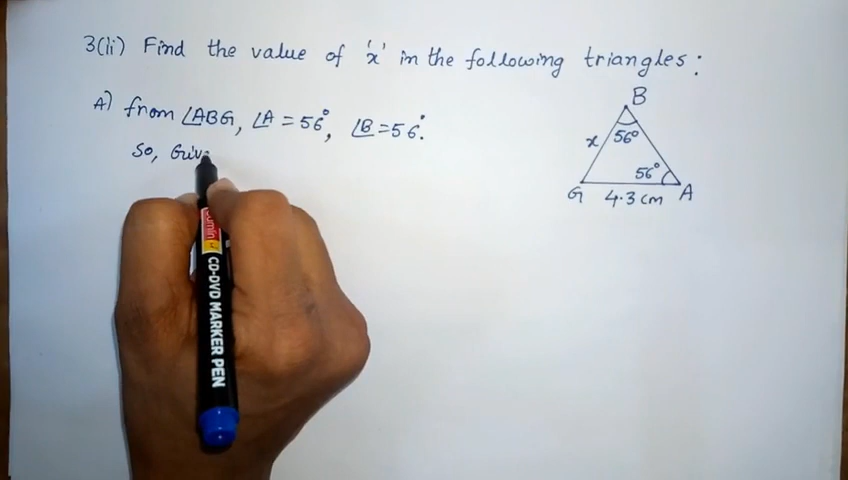 3(ii) Find the value of 'x' in the following triangles:
A) from ∠ABG, ∠A = 56°, ∠B = 56°.
So,
B
x 56°
56°
G 4.3 cm A
CD-DVD MARKER PEN